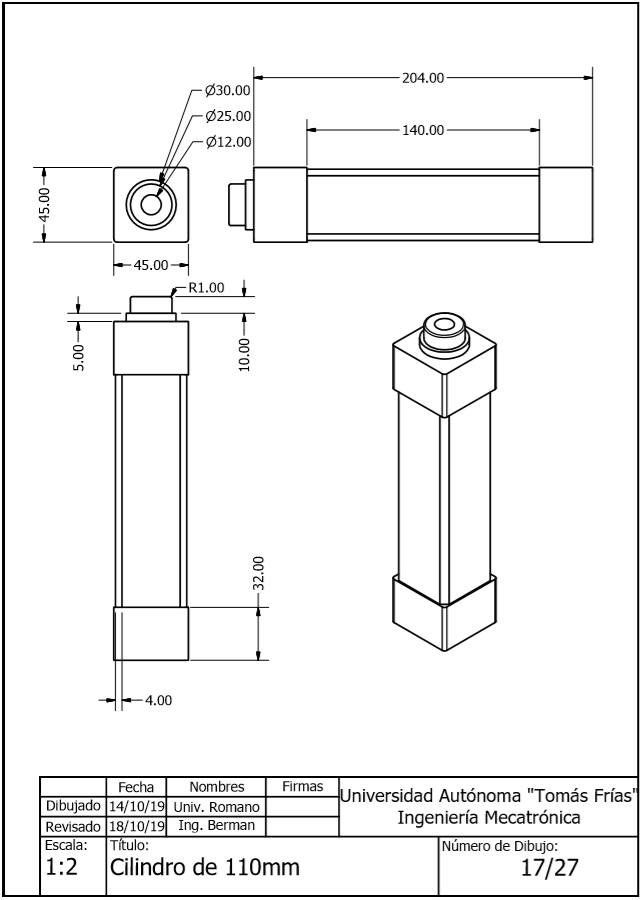 204.00
Ø30.00
Ø25.00
140.00
Ø12.00
45.00
45.00
R1.00
5.00
10.00
32.00
4.00
Fecha Nombres Firmas
Dibujado 14/10/19 Univ. Romano
Revisado 18/10/19 Ing. Berman
Universidad Autónoma "Tomás Frías"
Ingeniería Mecatrónica
Escala:
1:2
Título:
Cilindro de 110mm
Número de Dibujo:
17/27